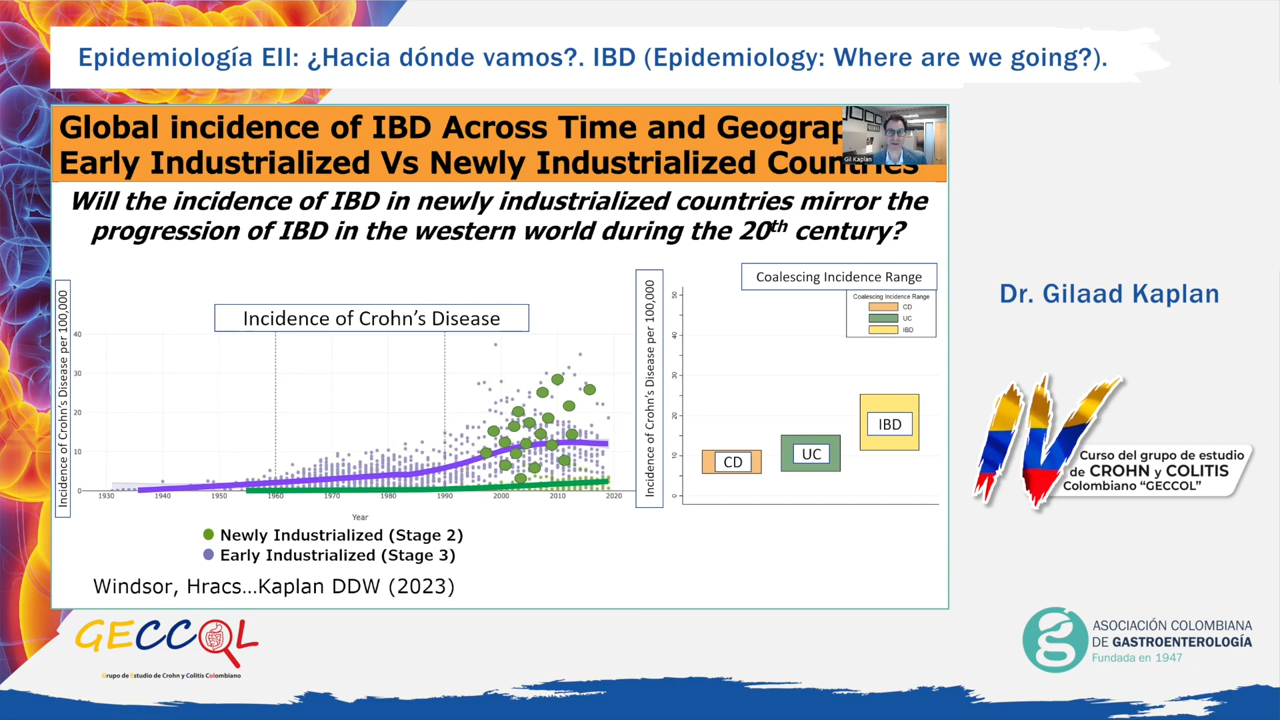 Epidemiología EII: ¿Hacia dónde vamos?. IBD (Epidemiology: Where are we going?).
Global incidence of IBD Across Time and Geograp
Early Industrialized Vs Newly Industrialized Countries
Gil Kaplan
Will the incidence of IBD in newly industrialized countries mirror the
progression of IBD in the western world during the 20th century?
Incidence of Crohn's Disease per 100,000
Incidence of Crohn's Disease
40
30
20
10
0
1930 1940 1950 1960 1970 1980 1990 2000 2010 2020
Year
Newly Industrialized (Stage 2)
Early Industrialized (Stage 3)
Windsor, Hracs…Kaplan DDW (2023)
Incidence of Crohn's Disease per 100,000
Coalescing Incidence Range
Coalescing Incidence Range
CD
UC
IBD
50
40
30
20
10
0
CD
UC
IBD
Dr. Gilaad Kaplan
IV
Curso del grupo de estudio
de CROHN y COLITIS
Colombiano "GECCOL"
GECCOL
Grupo de Estudio de Crohn y Colitis Colombiano
ASOCIACIÓN COLOMBIANA
DE GASTROENTEROLOGÍA
Fundada en 1947